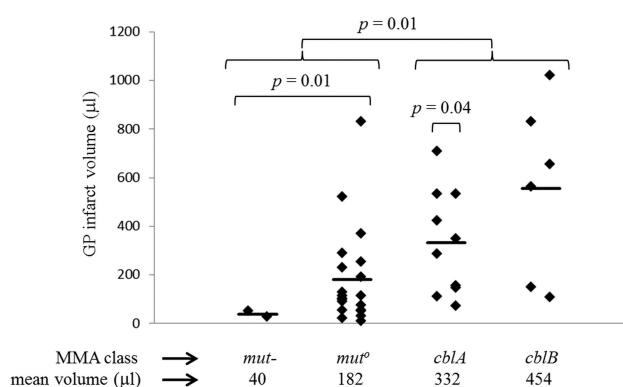 p = 0.01
p = 0.01
p = 0.04
GP infarct volume (µl)
1200
1000
800
600
400
200
0
MMA class mut- mutº cblA cblB
mean volume (µl) 40 182 332 454